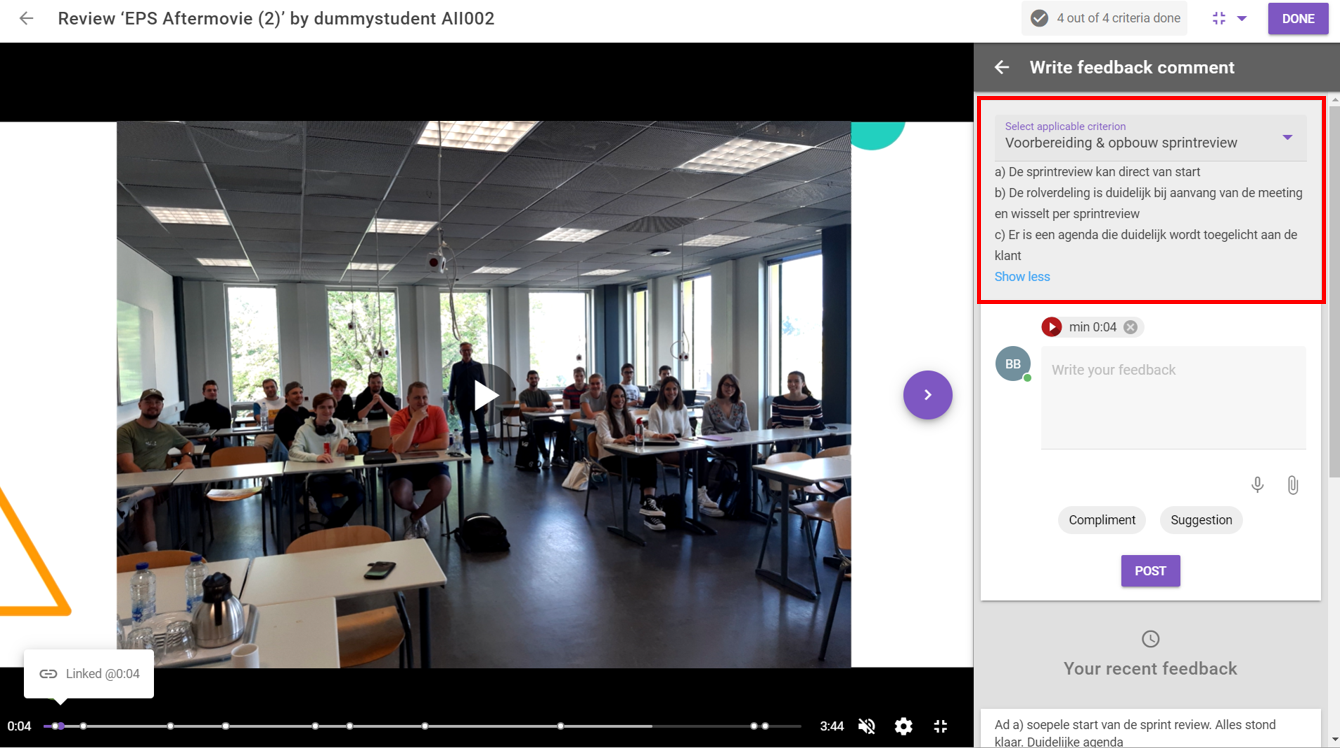 Review ‘EPS Aftermovie (2)’ by dummystudent AII002
4 out of 4 criteria done
DONE
Write feedback comment
Select applicable criterion
Voorbereiding & opbouw sprintreview
a) De sprintreview kan direct van start
b) De rolverdeling is duidelijk bij aanvang van de meeting
en wisselt per sprintreview
c) Er is een agenda die duidelijk wordt toegelicht aan de
klant
Show less
min 0:04
BB
Write your feedback
Compliment
Suggestion
POST
Your recent feedback
Ad a) soepele start van de sprint review. Alles stond
klaar. Duidelijke agenda
Linked @0:04
0:04
3:44